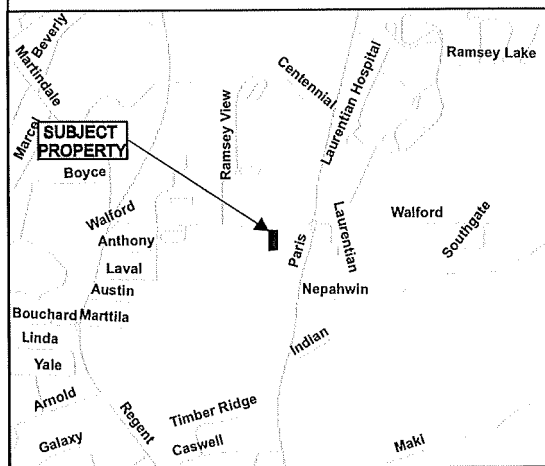 Beverly
Martindale
Marcel
SUBJECT
PROPERTY
Boyce
Ramsey View
Centennial
Laurentian Hospital
Ramsey Lake
Walford
Anthony
Laval
Austin
Bouchard
Marttila
Linda
Yale
Arnold
Galaxy
Regent
Timber Ridge
Caswell
Paris
Laurentian
Walford
Southgate
Nepahwin
Indian
Maki